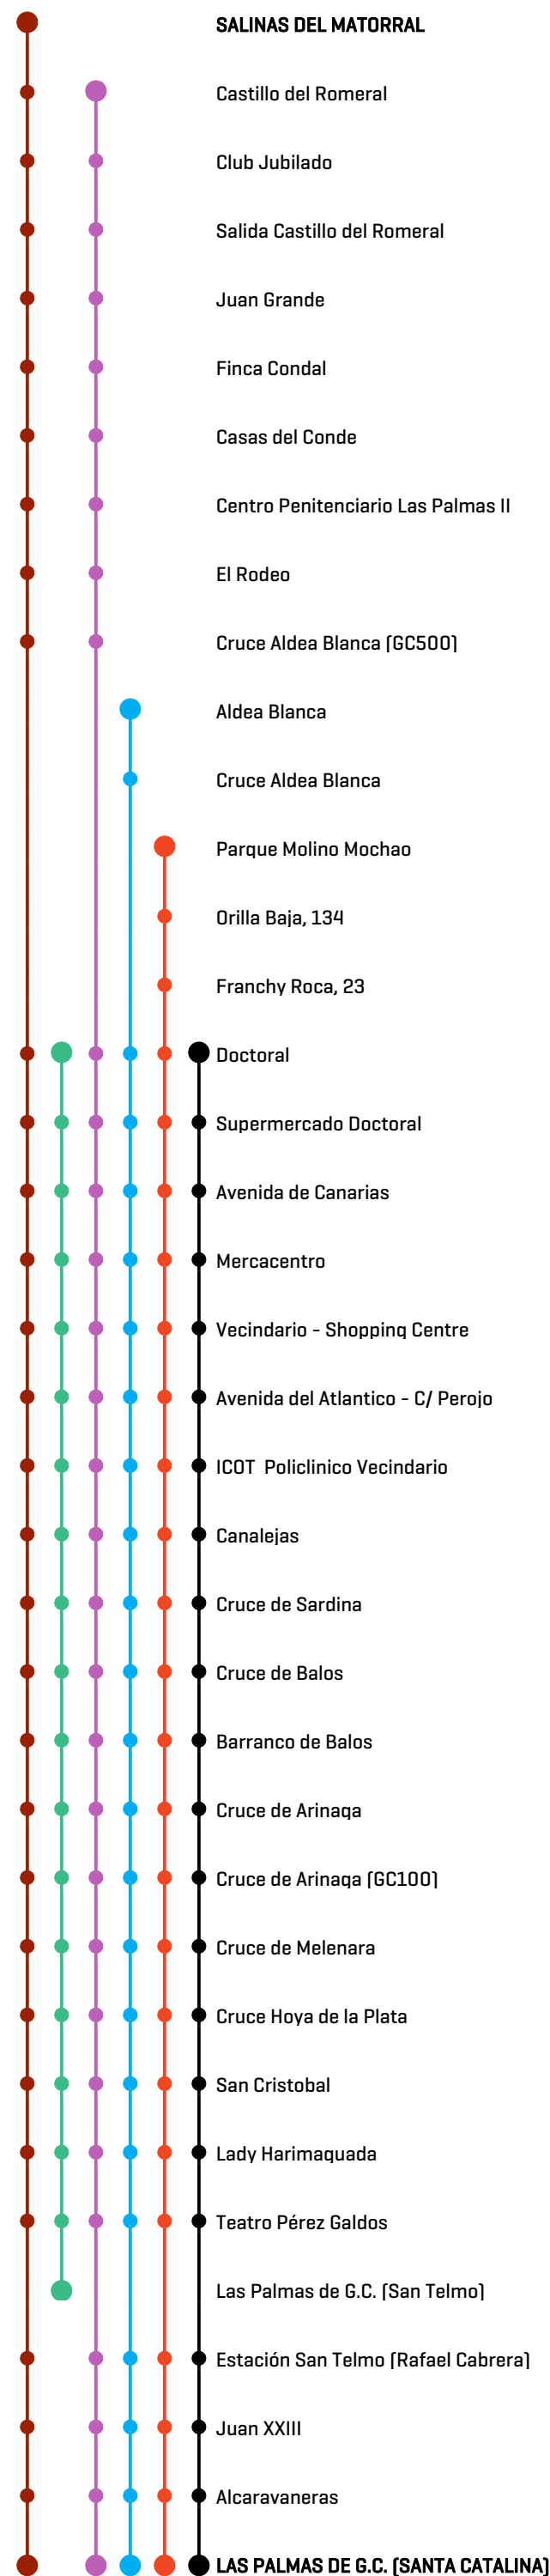 SALINAS DEL MATORRAL
Castillo del Romeral
Club Jubilado
Salida Castillo del Romeral
Juan Grande
Finca Condal
Casas del Conde
Centro Penitenciario Las Palmas II
El Rodeo
Cruce Aldea Blanca (GC500)
Aldea Blanca
Cruce Aldea Blanca
Parque Molino Mochao
Orilla Baja, 134
Franchy Roca, 23
Doctoral
Supermercado Doctoral
Avenida de Canarias
Mercacentro
Vecindario - Shopping Centre
Avenida del Atlantico - C/ Perojo
ICOT Policlinico Vecindario
Canalejas
Cruce de Sardina
Cruce de Balos
Barranco de Balos
Cruce de Arinaga
Cruce de Arinaga (GC100)
Cruce de Melenara
Cruce Hoya de la Plata
San Cristobal
Lady Harimaguada
Teatro Pérez Galdos
Las Palmas de G.C. (San Telmo)
Estación San Telmo (Rafael Cabrera)
Juan XXIII
Alcaravaneras
LAS PALMAS DE G.C. (SANTA CATALINA)